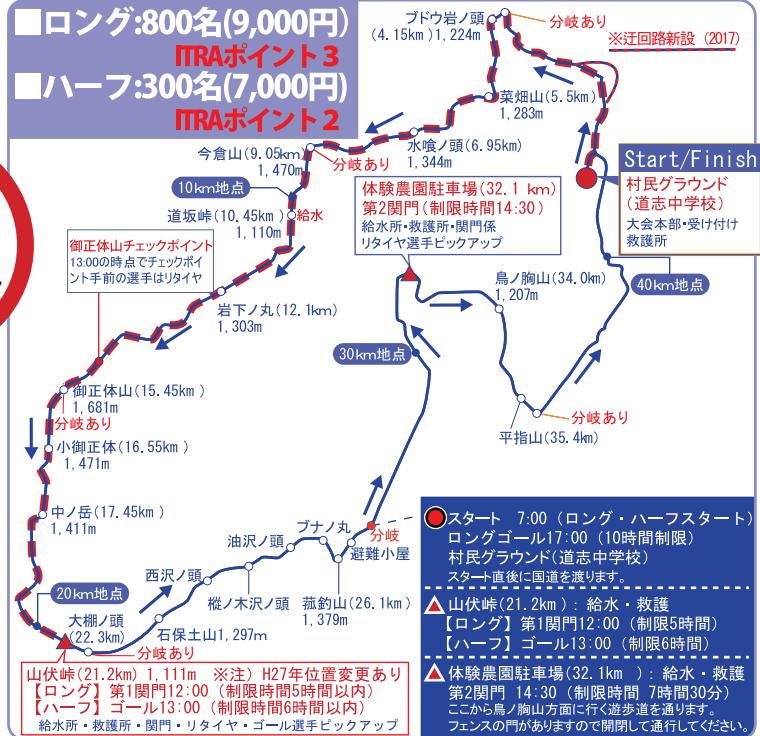 ■ロング:800名(9,000円)
ITRAポイント3
■ハーフ:300名(7,000円)
ITRAポイント2
ブドウ岩ノ頭
(4.15km)1,224m
分岐あり
※迂回路新設(2017)
菜畑山(5.5km)
1,283m
水喰ノ頭(6.95km)
1,344m
今倉山(9.05km)
1,470m
分岐あり
Start/Finish
村民グラウンド
(道志中学校)
大会本部・受け付け
救護所
10km地点
道坂峠(10.45km)
1,110m
給水
体験農園駐車場(32.1 km)
第2関門(制限時間14:30)
給水所・救護所・関門係
リタイヤ選手ピックアップ
御正体山チェックポイント
13:00の時点でチェックポイ
ント手前の選手はリタイヤ
鳥ノ胸山(34.0km)
1,207m
40km地点
岩下ノ丸(12.1km)
1,303m
30km地点
御正体山(15.45km)
1,681m
分岐あり
分岐あり
平指山(35.4km)
小御正体(16.55km)
1,471m
中ノ岳(17.45km)
1,411m
ブナノ丸
分岐
油沢ノ頭
避難小屋
西沢ノ頭
樅ノ木沢ノ頭
菰釣山(26.1km)
1,379m
20km地点
大棚ノ頭
(22.3km)
石保土山1,297m
分岐あり
山伏峠(21.2km) 1,111m ※注) H27年位置変更あり
【ロング】第1関門12:00(制限時間5時間以内)
【ハーフ】ゴール13:00(制限時間6時間以内)
給水所・救護所・関門・リタイヤ・ゴール選手ピックアップ
スタート 7:00(ロング・ハーフスタート)
ロングゴール17:00(10時間制限)
村民グラウンド(道志中学校)
スタート直後に国道を渡ります。
山伏峠(21.2km):給水・救護
【ロング】第1関門12:00(制限5時間)
【ハーフ】ゴール13:00(制限6時間)
体験農園駐車場(32.1km ):給水・救護
第2関門 14:30(制限時間 7時間30分)
ここから鳥ノ胸山方面に行く遊歩道を通ります。
フェンスの門がありますので開閉して通行してください。